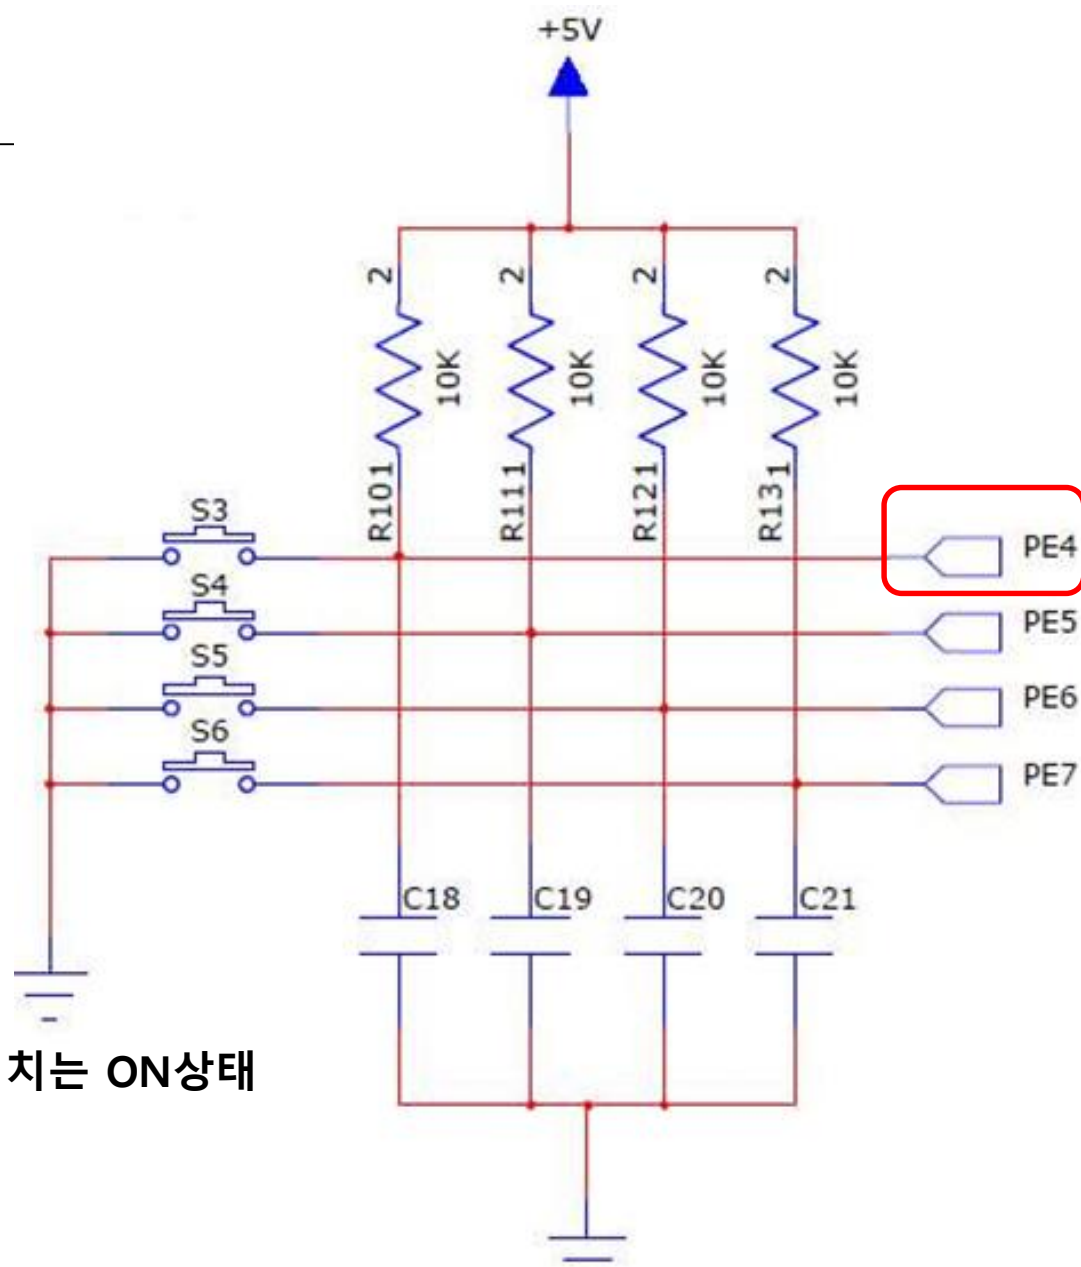 +5V
2 2 2 2
10K 10K 10K 10K
R101 R111 R121 R131
S3
PE4
S4
PE5
S5
PE6
S6
PE7
C18 C19 C20 C21
치는 ON상태